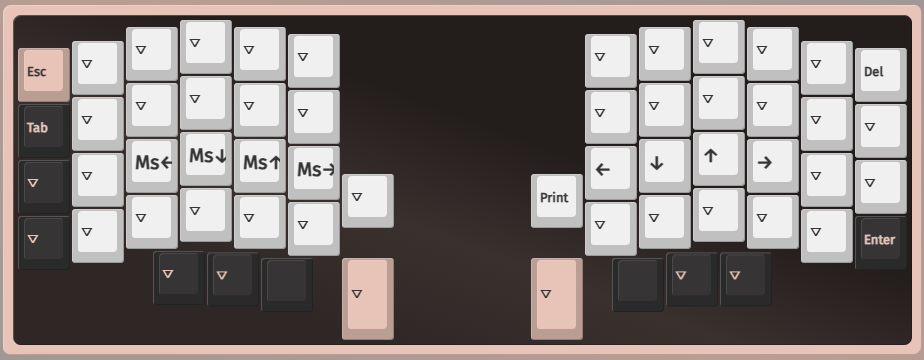 Esc Del
Tab
Ms← Ms↓ Ms↑ Ms→ ← ↓ ↑ →
Print
Enter